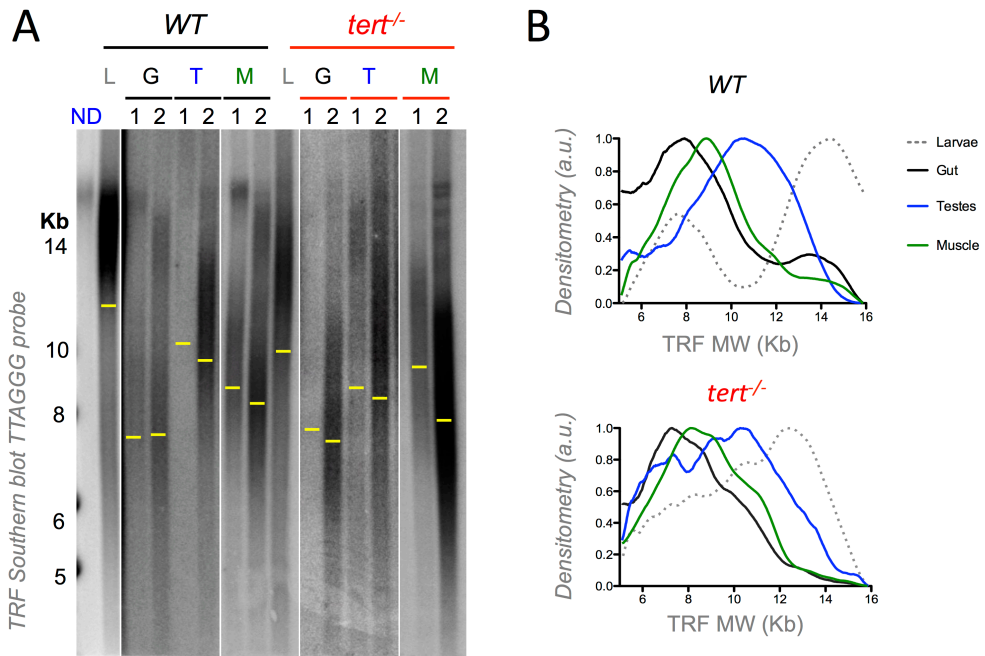 A
WT
tert-/-
L G T M L G T M
ND 1 2 1 2 1 2 1 2 1 2 1 2
Kb
14
10
8
6
5
TRF Southern blot TTAGGG probe
B
WT
Densitometry (a.u.)
1.0
0.8
0.6
0.4
0.2
0.0
6 8 10 12 14 16
TRF MW (Kb)
Larvae
Gut
Testes
Muscle
tert-/-
Densitometry (a.u.)
1.0
0.8
0.6
0.4
0.2
0.0
6 8 10 12 14 16
TRF MW (Kb)